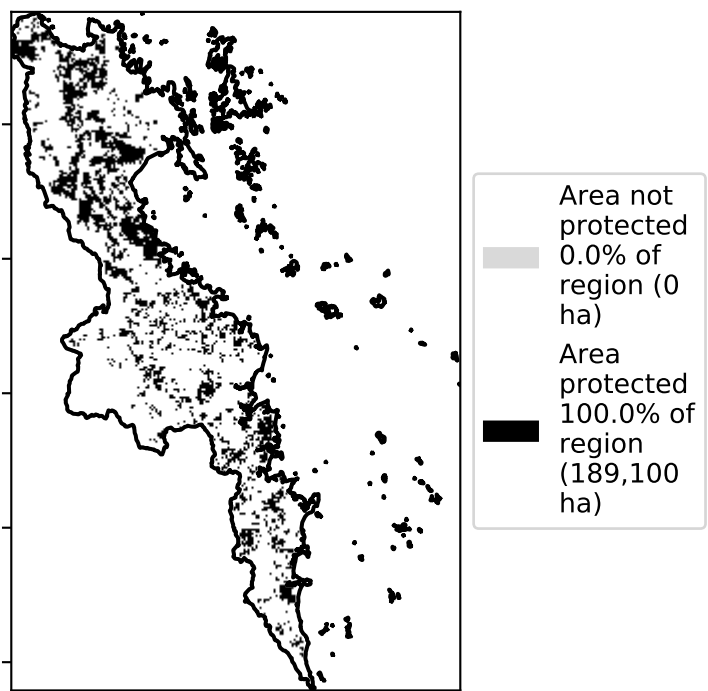 Area not
protected
0.0% of
region (0
ha)
Area
protected
100.0% of
region
(189,100
ha)